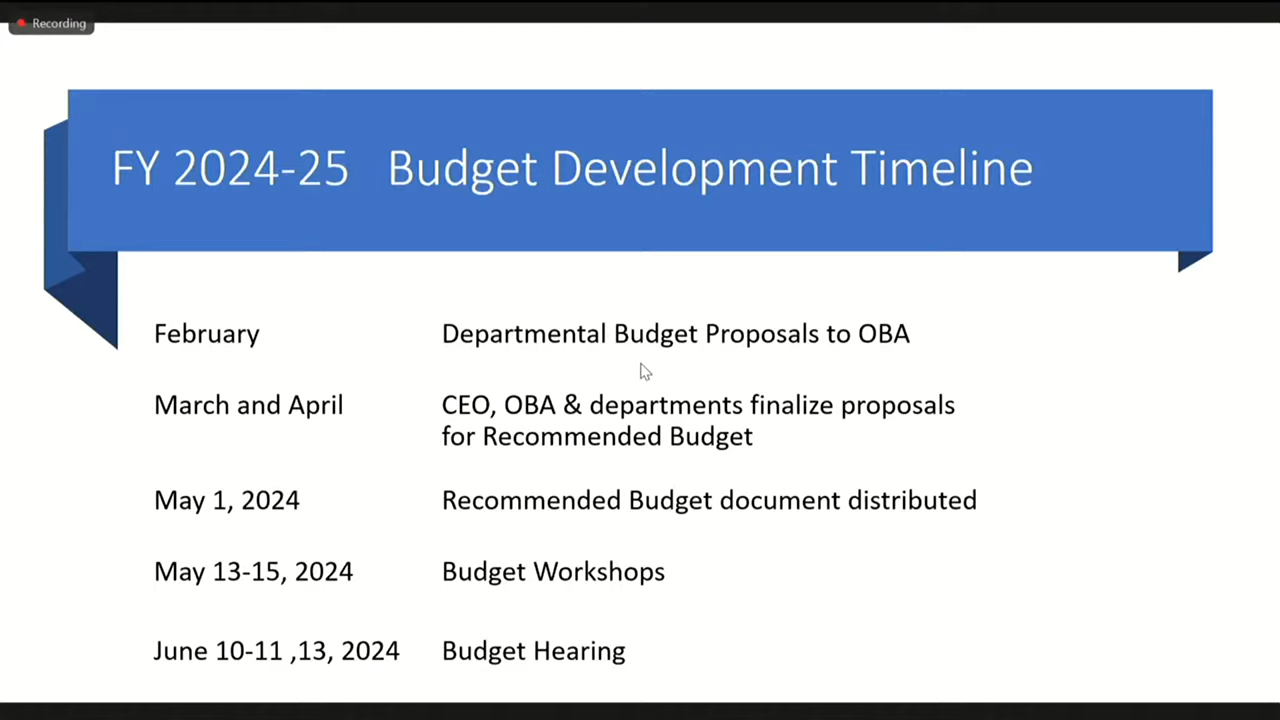 Recording
FY 2024-25 Budget Development Timeline
February Departmental Budget Proposals to OBA
March and April CEO, OBA & departments finalize proposals
for Recommended Budget
May 1, 2024 Recommended Budget document distributed
May 13-15, 2024 Budget Workshops
June 10-11 ,13, 2024 Budget Hearing